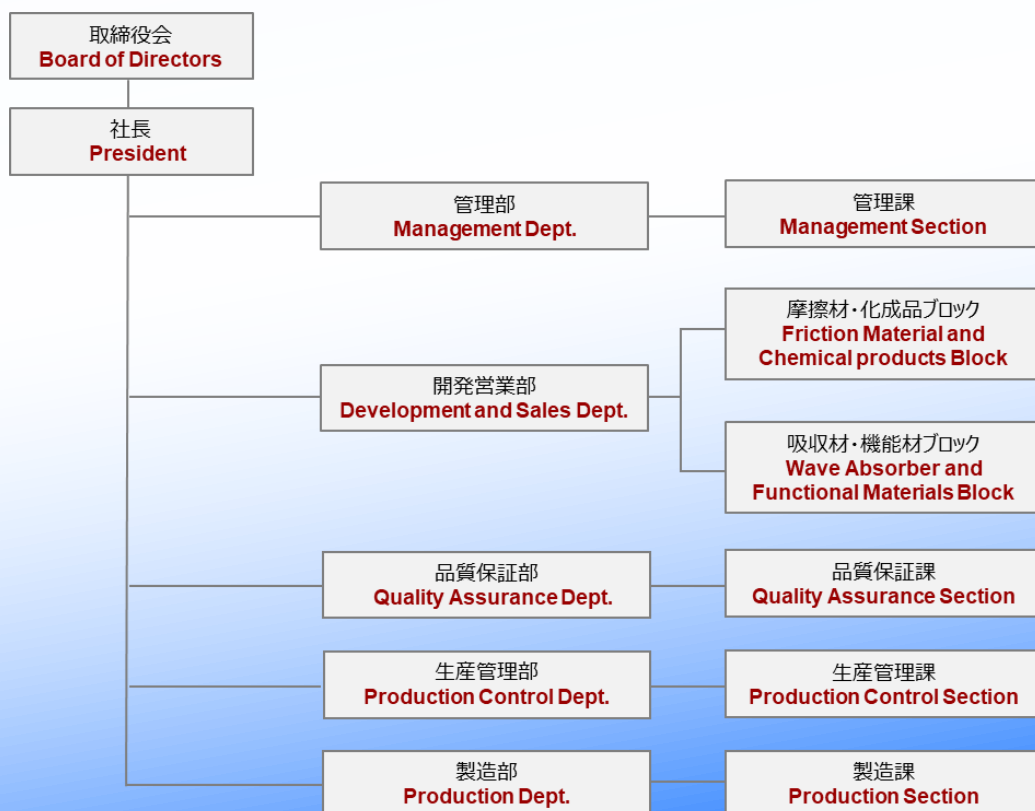 取締役会
Board of Directors
社長
President
管理部
Management Dept.
管理課
Management Section
開発営業部
Development and Sales Dept.
摩擦材・化成品ブロック
Friction Material and
Chemical products Block
吸収材・機能材ブロック
Wave Absorber and
Functional Materials Block
品質保証部
Quality Assurance Dept.
品質保証課
Quality Assurance Section
生産管理部
Production Control Dept.
生産管理課
Production Control Section
製造部
Production Dept.
製造課
Production Section